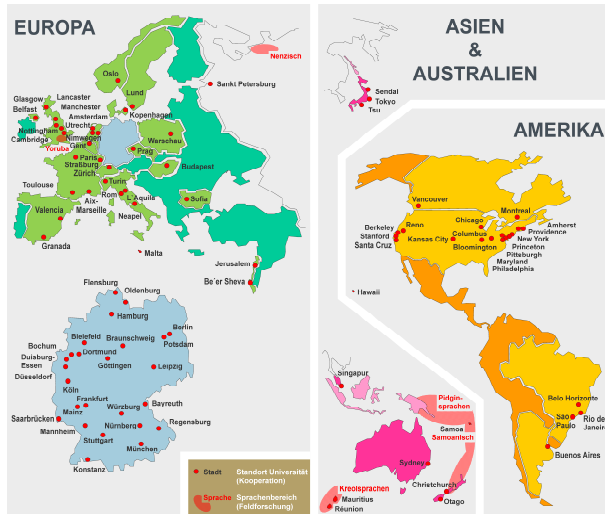 EUROPA
Nenzisch
Oslo
Sankt Petersburg
Lund
Glasgow
Lancaster
Belfast
Manchester
Kopenhagen
Amsterdam
Utrecht
Nottingham
Nimwegen
Cambridge
Gent
Warschau
Yoruba
Prag
Paris
Straßburg
Budapest
Zürich
Toulouse
Turin
Rom
L'Aquila
Sofia
Aix-
Marseille
Valencia
Neapel
Granada
Malta
Jerusalem
Be'er Sheva
Flensburg
Oldenburg
Hamburg
Berlin
Bielefeld
Braunschweig
Potsdam
Bochum
Dortmund
Duisburg-
Essen
Göttingen
Leipzig
Düsseldorf
Köln
Frankfurt
Bayreuth
Mainz
Würzburg
Saarbrücken
Mannheim
Nürnberg
Regensburg
Stuttgart
München
Konstanz
Stadt
Standort Universität
(Kooperation)
Sprache
Sprachenbereich
(Feldforschung)
ASIEN
&
AUSTRALIEN
Sendai
Tokyo
Tsu
AMERIKA
Vancouver
Montreal
Chicago
Berkeley
Reno
Amherst
Stanford
Columbus
Providence
Santa Cruz
Kansas City
New York
Bloomington
Princeton
Pittsburgh
Maryland
Philadelphia
Hawaii
Belo Horizonte
São
Paulo
Rio de
Janeiro
Buenos Aires
Singapur
Pidgin-
sprachen
Samoa
Samoanisch
Sydney
Christchurch
Kreolsprachen
Otago
Mauritius
Réunion